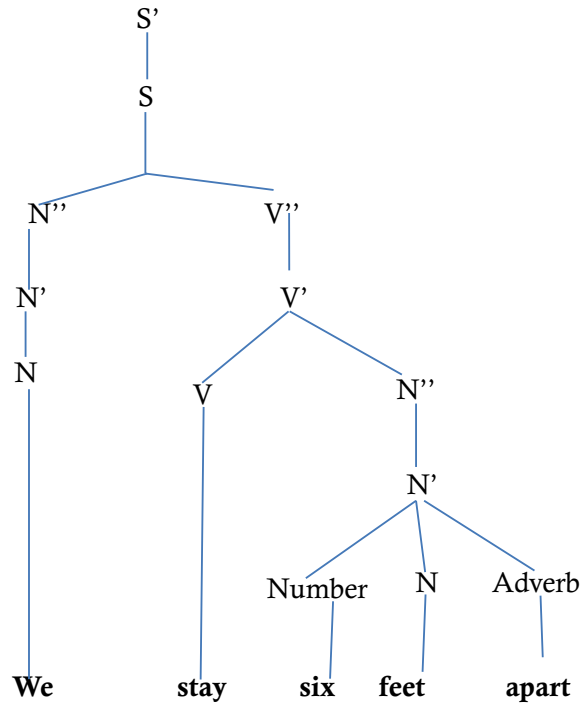 S’
S
N’’ V’’
N’ V’
N V N’’
N’
Number N Adverb
We stay six feet apart